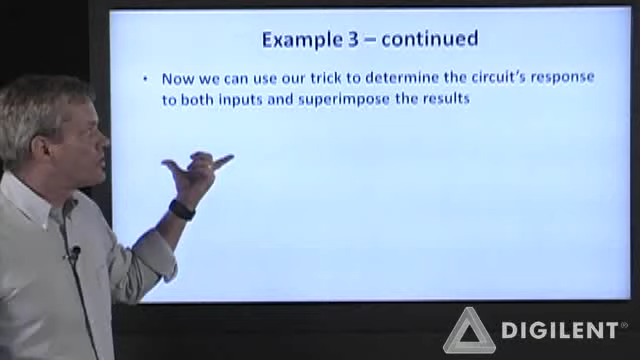 Example 3 – continued
• Now we can use our trick to determine the circuit's response
to both inputs and superimpose the results
DIGILENT®